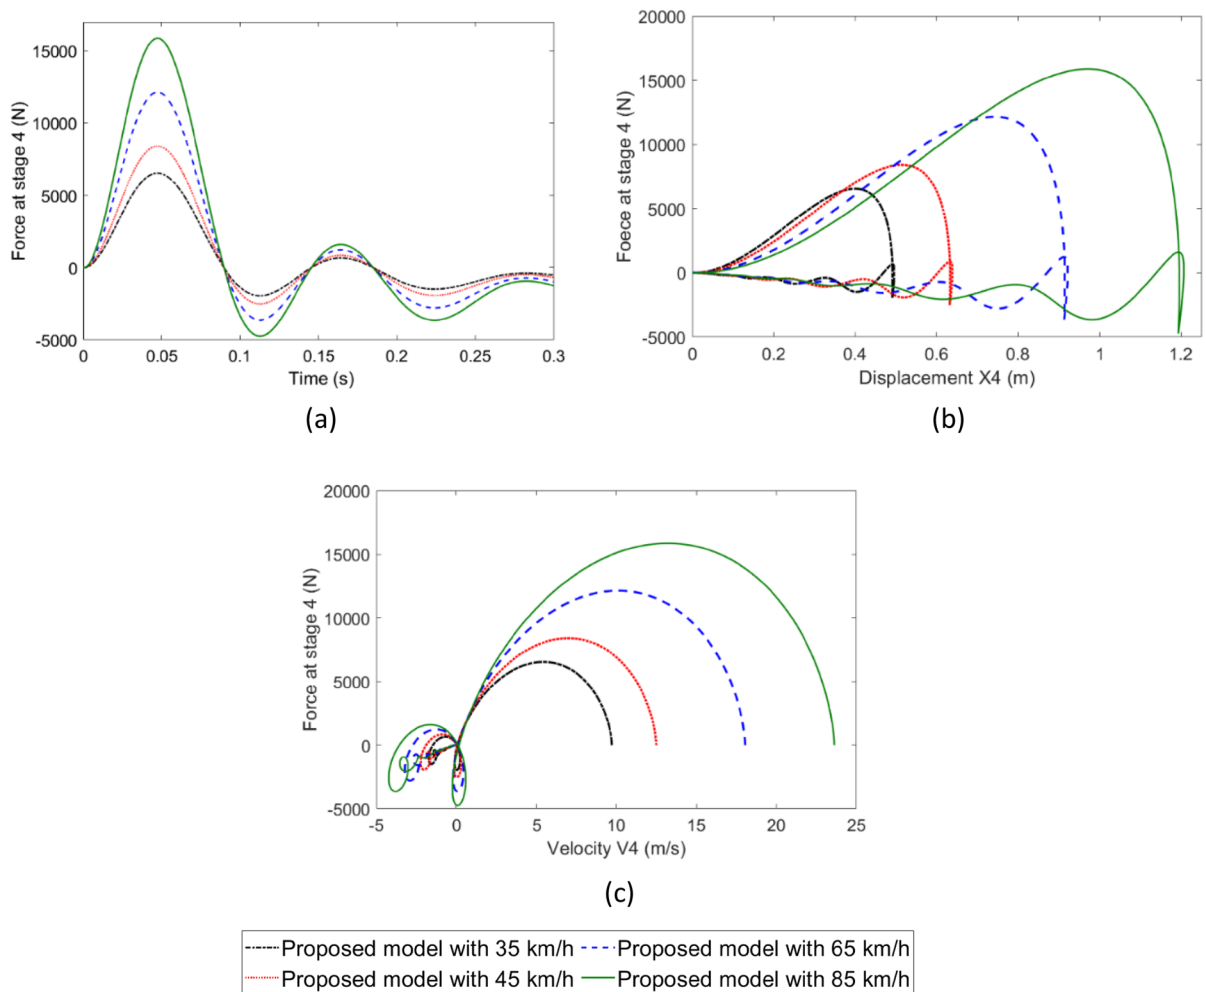 15000
10000
5000
0
-5000
Force at stage 4 (N)
0 0.05 0.1 0.15 0.2 0.25 0.3
Time (s)
(a)
20000
15000
10000
5000
0
-5000
Foece at stage 4 (N)
0 0.2 0.4 0.6 0.8 1 1.2
Displacement X4 (m)
(b)
20000
15000
10000
5000
0
-5000
Force at stage 4 (N)
-5 0 5 10 15 20 25
Velocity V4 (m/s)
(c)
Proposed model with 35 km/h Proposed model with 65 km/h
Proposed model with 45 km/h Proposed model with 85 km/h